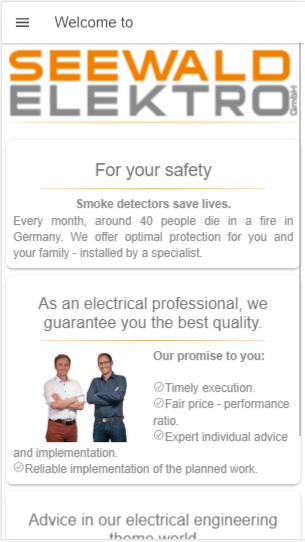 Welcome to
SEEWALD
ELEKTRO GmbH
For your safety
Smoke detectors save lives.
Every month, around 40 people die in a fire in
Germany. We offer optimal protection for you and
your family - installed by a specialist.
As an electrical professional, we
guarantee you the best quality.
Our promise to you:
Timely execution.
Fair price - performance
ratio.
Expert individual advice
and implementation.
Reliable implementation of the planned work.
Advice in our electrical engineering
theme world